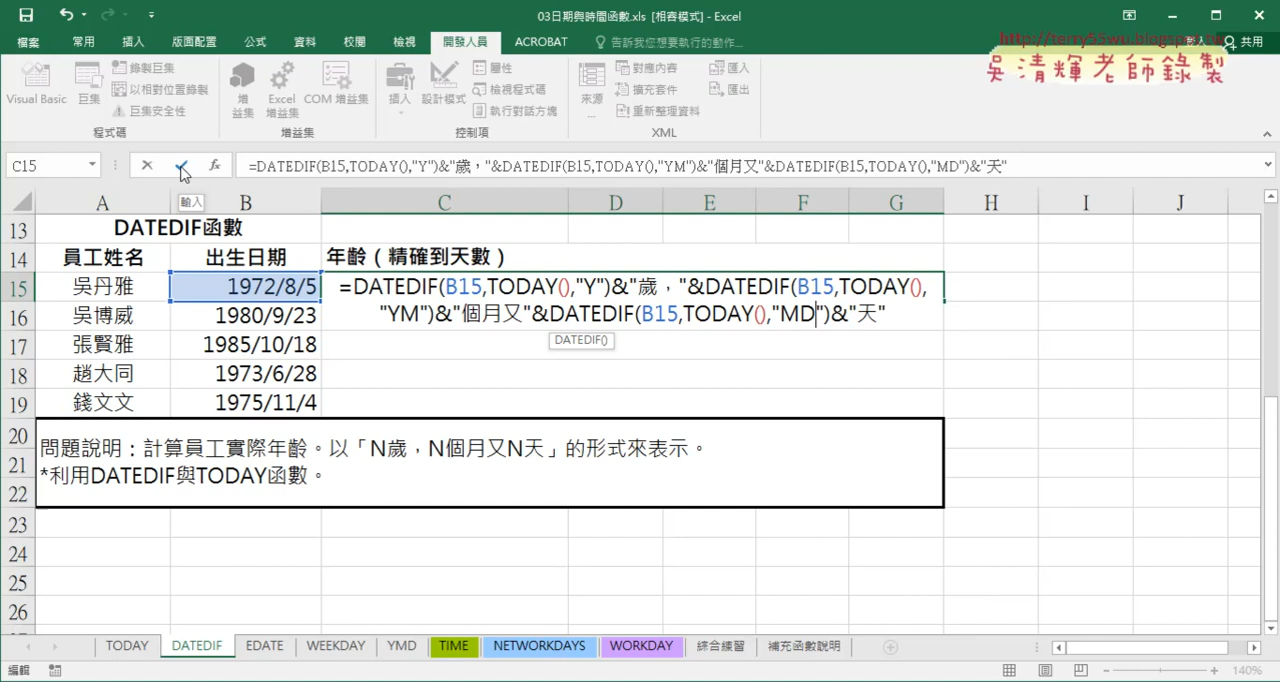 03日期與時間函數.xls [相容模式] - Excel
檔案 常用 插入 版面配置 公式 資料 校閱 檢視 開發人員 ACROBAT 告訴我您想要執行的動作... 登入 共用
http://terry55wu.blogspot.tw
吳清輝老師錄製
Visual Basic 巨集 錄製巨集 以相對位置錄製 巨集安全性
增益集 Excel 增益集 COM 增益集
插入 設計模式 屬性 檢視程式碼 執行對話方塊
來源... 對應內容 擴充套件 重新整理資料 匯入 匯出
程式碼 增益集 控制項 XML
C15 =DATEDIF(B15,TODAY(),"Y")&"歲，"&DATEDIF(B15,TODAY(),"YM")&"個月又"&DATEDIF(B15,TODAY(),"MD")&"天"
輸入
A B C D E F G H I J
13 DATEDIF函數
14 員工姓名 出生日期 年齡（精確到天數）
15 吳丹雅 1972/8/5 =DATEDIF(B15,TODAY(),"Y")&"歲，"&DATEDIF(B15,TODAY(),
16 吳博威 1980/9/23 "YM")&"個月又"&DATEDIF(B15,TODAY(),"MD")&"天"
DATEDIF()
17 張賢雅 1985/10/18
18 趙大同 1973/6/28
19 錢文文 1975/11/4
20
問題說明：計算員工實際年齡。以「N歲，N個月又N天」的形式來表示。
21
*利用DATEDIF與TODAY函數。
22
23
24
25
26
TODAY DATEDIF EDATE WEEKDAY YMD TIME NETWORKDAYS WORKDAY 綜合練習 補充函數說明
編輯 140%